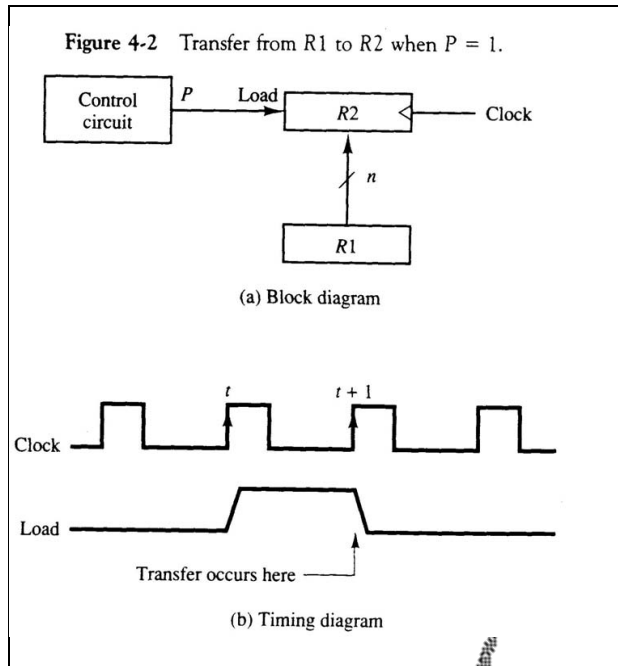 Figure 4-2 Transfer from R1 to R2 when P = 1.
Control
circuit
P
Load
R2
Clock
n
R1
(a) Block diagram
t
t + 1
Clock
Load
Transfer occurs here
(b) Timing diagram